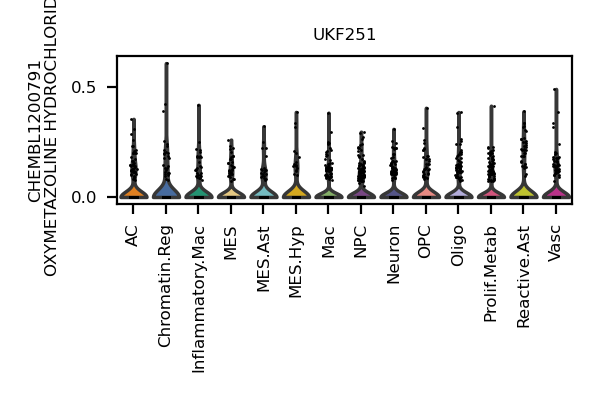 UKF251
CHEMBL1200791
OXYMETAZOLINE HYDROCHLORID
0.5
0.0
AC
Chromatin.Reg
Inflammatory.Mac
MES
MES.Ast
MES.Hyp
Mac
NPC
Neuron
OPC
Oligo
Prolif.Metab
Reactive.Ast
Vasc